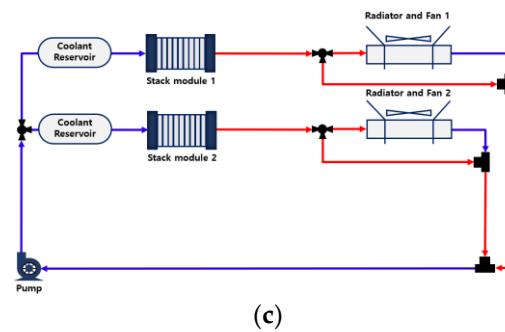 Radiator and Fan 1
Coolant
Reservoir
Stack module 1
Radiator and Fan 2
Coolant
Reservoir
Stack module 2
Pump
(c)